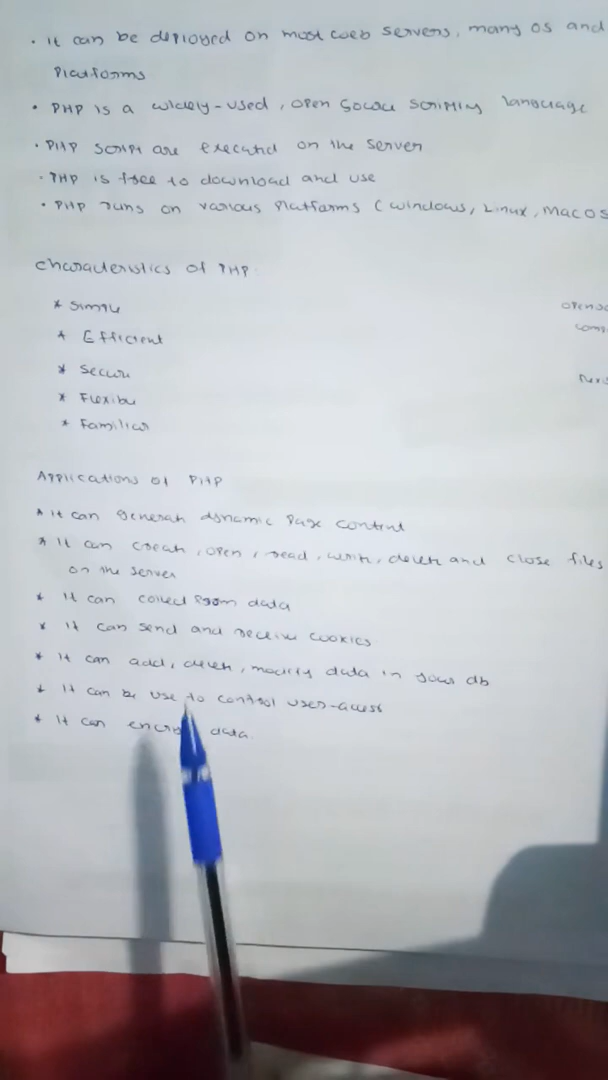 • it can be deployed on most web servers, many OS and
Platforms
• PHP is a widely-used, open source scripting language
• PHP script are executed on the server
• PHP is free to download and use
• PHP runs on various Platforms (windows, Linux, MacOS
Characteristics of PHP
* Simple
* Efficient
* Secure
* Flexible
* Familiar
Applications of PHP
* it can generate dynamic Page content
* It can create, open, read, write, delete and close files
on the server
* It can collect data
* It can send and receive cookies
* It can add, delete, modify data in your db
* It can be use to control user-access
* It can encrypt data.